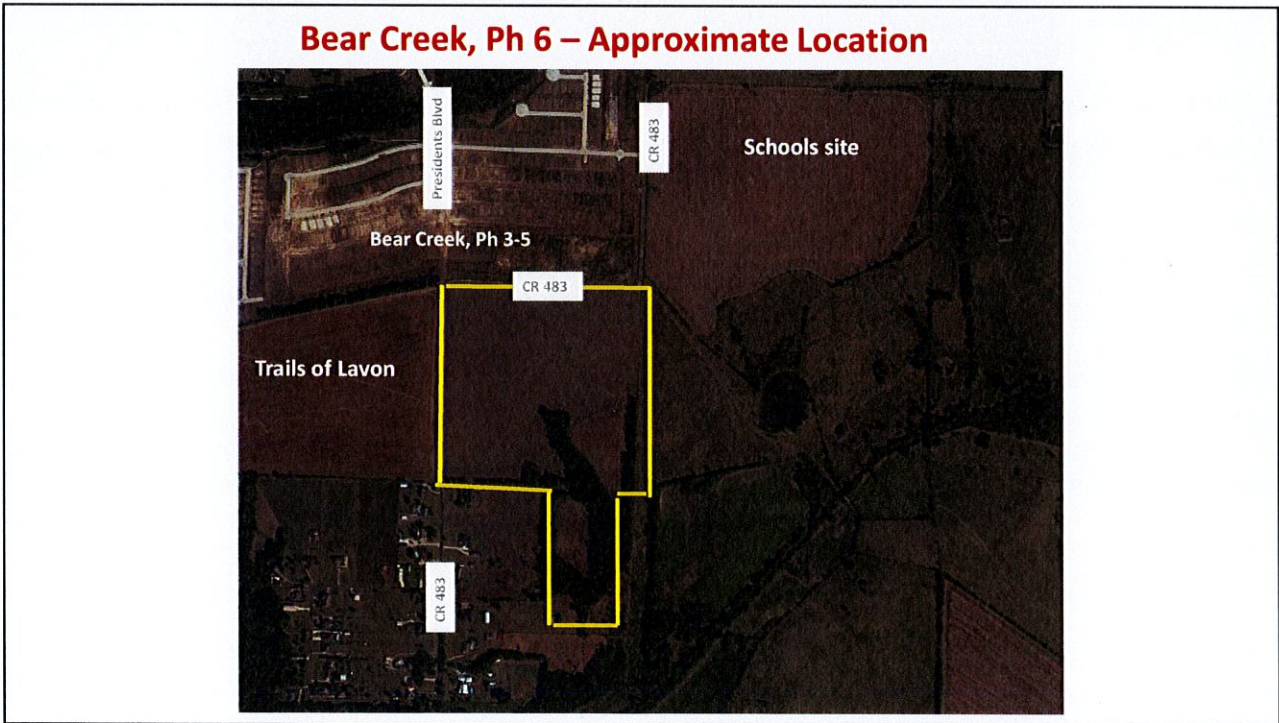 Bear Creek, Ph 6 – Approximate Location
Presidents Blvd
CR 483
Schools site
Bear Creek, Ph 3-5
CR 483
Trails of Lavon
CR 483